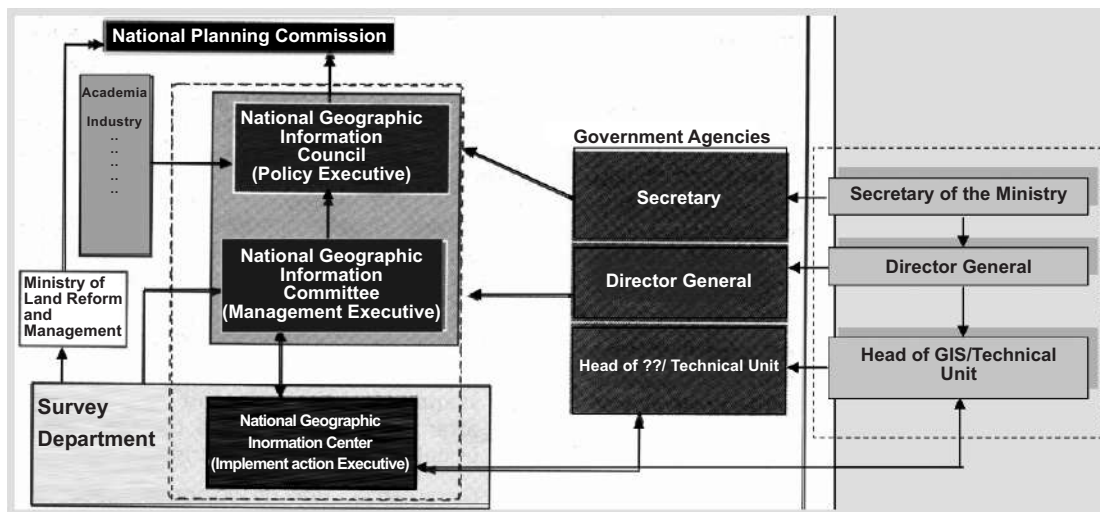 National Planning Commission
Academia
Industry
..
..
..
..
..
National Geographic
Information
Council
(Policy Executive)
Government Agencies
Secretary
Secretary of the Ministry
National Geographic
Information
Committee
(Management Executive)
Director General
Director General
Ministry of
Land Reform
and
Management
Head of ??/ Technical Unit
Head of GIS/Technical
Unit
Survey
Department
National Geographic
Inormation Center
(Implement action Executive)